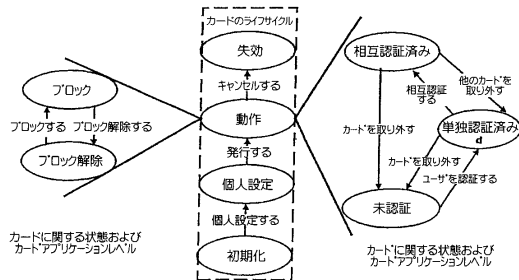 カードのライフサイクル
失効
キャンセルする
動作
発行する
個人設定
個人設定する
初期化
ブロック
ブロックする
ブロック解除する
ブロック解除
カードに関する状態および
カードアプリケーションレベル
相互認証済み
相互認証
する
他のカードを
取り外す
単独認証済み
d
カードを取り外す
カードを取り外す
ユーザを認証する
未認証
カードに関する状態および
カードアプリケーションレベル